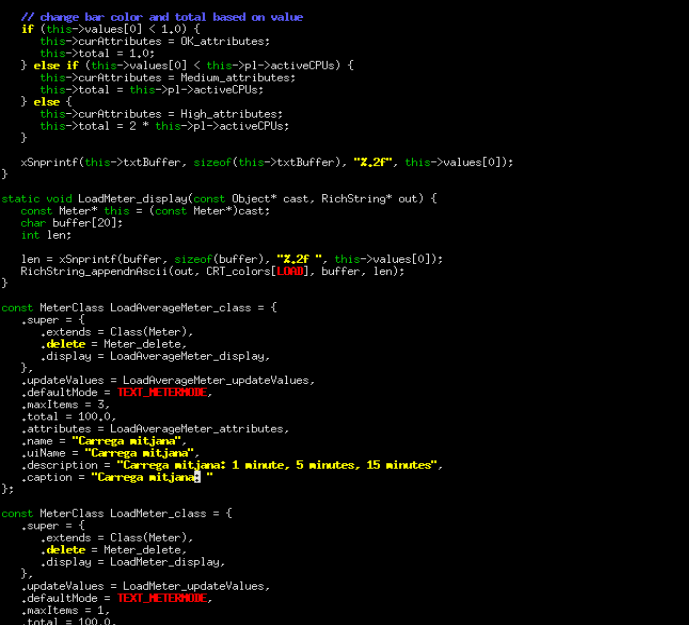 // change bar color and total based on value
if (this->values[0] < 1.0) {
this->curAttributes = OK_attributes;
this->total = 1.0;
} else if (this->values[0] < this->pl->activeCPUs) {
this->curAttributes = Medium_attributes;
this->total = this->pl->activeCPUs;
} else {
this->curAttributes = High_attributes;
this->total = 2 * this->pl->activeCPUs;
}
xSnprintf(this->txtBuffer, sizeof(this->txtBuffer), "%.2f", this->values[0]);
}
static void LoadMeter_display(const Object* cast, RichString* out) {
const Meter* this = (const Meter*)cast;
char buffer[20];
int len;
len = xSnprintf(buffer, sizeof(buffer), "%.2f ", this->values[0]);
RichString_appendnAscii(out, CRT_colors[LOAD], buffer, len);
}
const MeterClass LoadAverageMeter_class = {
.super = {
.extends = Class(Meter),
.delete = Meter_delete,
.display = LoadAverageMeter_display,
},
.updateValues = LoadAverageMeter_updateValues,
.defaultMode = TEXT_METERMODE,
.maxItems = 3,
.total = 100.0,
.attributes = LoadAverageMeter_attributes,
.name = "Carrega mitjana",
.uiName = "Carrega mitjana",
.description = "Carrega mitjana: 1 minute, 5 minutes, 15 minutes",
.caption = "Carrega mitjana: "
};
const MeterClass LoadMeter_class = {
.super = {
.extends = Class(Meter),
.delete = Meter_delete,
.display = LoadMeter_display,
},
.updateValues = LoadMeter_updateValues,
.defaultMode = TEXT_METERMODE,
.maxItems = 1,
.total = 100.0,